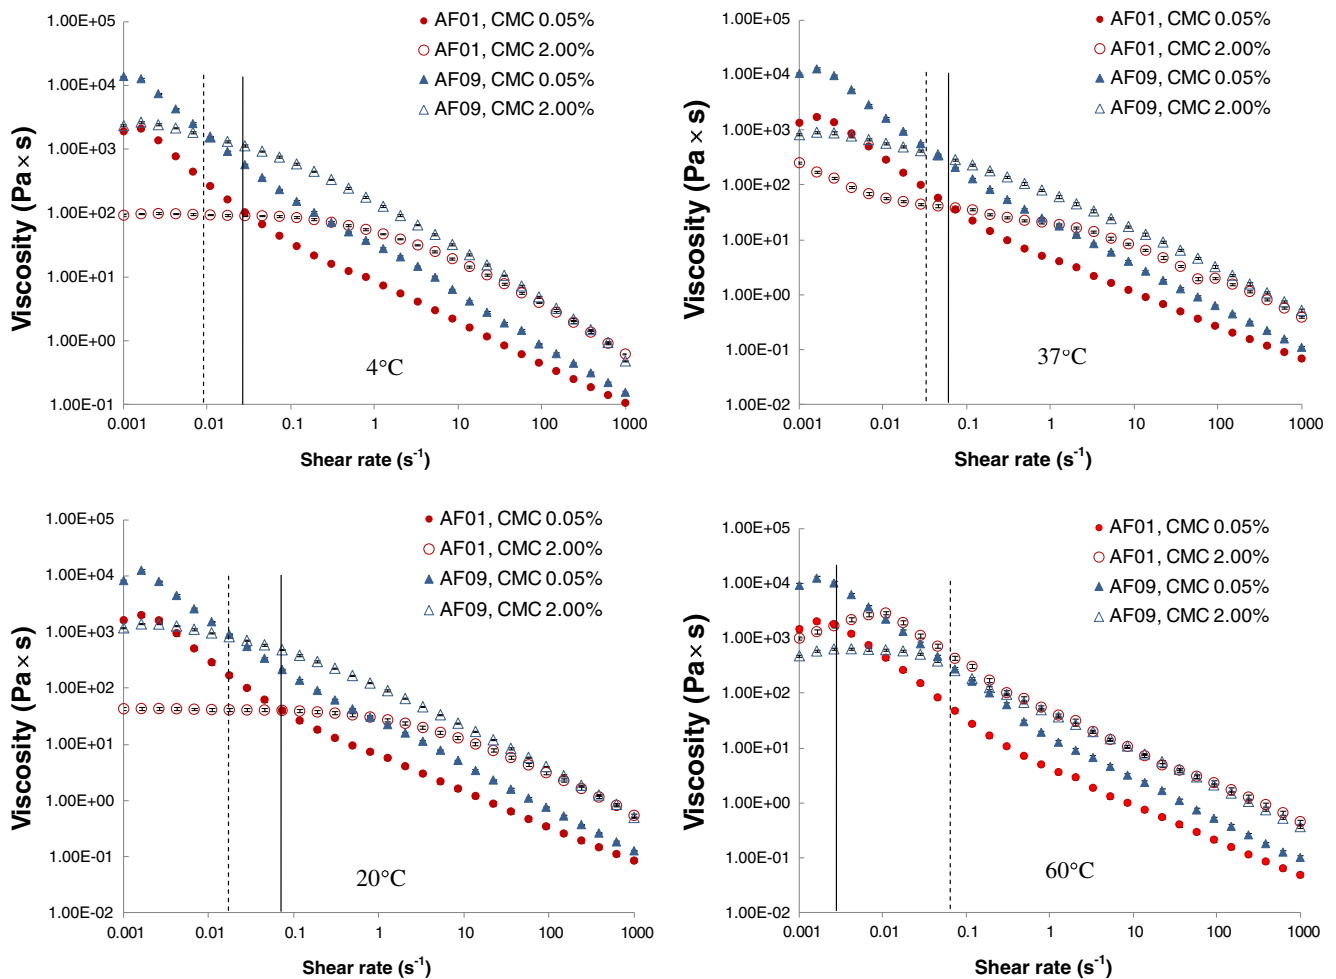 1.00E+05
1.00E+04
1.00E+03
1.00E+02
1.00E+01
1.00E+00
1.00E-01
Viscosity (Pa × s)
AF01, CMC 0.05%
AF01, CMC 2.00%
AF09, CMC 0.05%
AF09, CMC 2.00%
4°C
0.001 0.01 0.1 1 10 100 1000
Shear rate (s-1)
1.00E+05
1.00E+04
1.00E+03
1.00E+02
1.00E+01
1.00E+00
1.00E-01
1.00E-02
Viscosity (Pa × s)
AF01, CMC 0.05%
AF01, CMC 2.00%
AF09, CMC 0.05%
AF09, CMC 2.00%
37°C
0.001 0.01 0.1 1 10 100 1000
Shear rate (s-1)
1.00E+05
1.00E+04
1.00E+03
1.00E+02
1.00E+01
1.00E+00
1.00E-01
1.00E-02
Viscosity (Pa × s)
AF01, CMC 0.05%
AF01, CMC 2.00%
AF09, CMC 0.05%
AF09, CMC 2.00%
20°C
0.001 0.01 0.1 1 10 100 1000
Shear rate (s-1)
1.00E+05
1.00E+04
1.00E+03
1.00E+02
1.00E+01
1.00E+00
1.00E-01
1.00E-02
Viscosity (Pa × s)
AF01, CMC 0.05%
AF01, CMC 2.00%
AF09, CMC 0.05%
AF09, CMC 2.00%
60°C
0.001 0.01 0.1 1 10 100 1000
Shear rate (s-1)